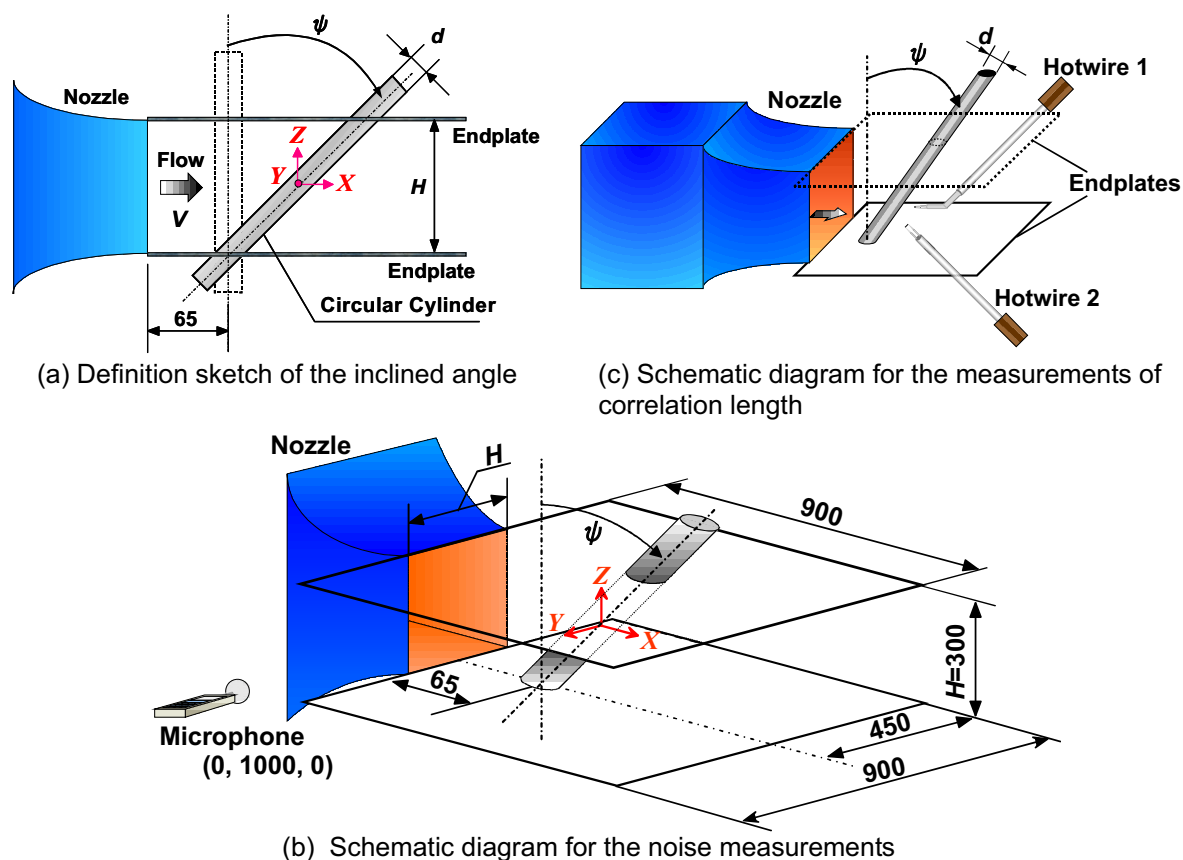 ψ
d
Nozzle
Endplate
Z
Flow
Y
X
H
V
Endplate
Circular Cylinder
65
(a) Definition sketch of the inclined angle
d
ψ
Hotwire 1
Nozzle
Endplates
Hotwire 2
(c) Schematic diagram for the measurements of
correlation length
Nozzle
H
900
ψ
Z
Y
X
H=300
65
450
Microphone
(0, 1000, 0)
900
(b) Schematic diagram for the noise measurements